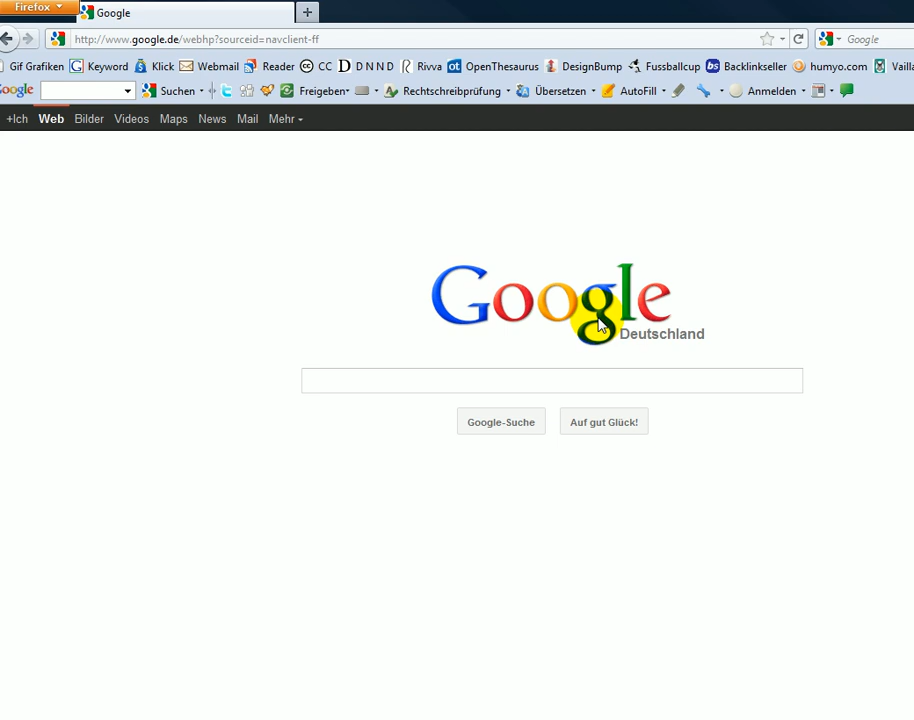 Firefox
Google
http://www.google.de/webhp?sourceid=navclient-ff
Google
Gif Grafiken Keyword Klick Webmail Reader CC D N N D Rivva OpenThesaurus DesignBump Fussballcup Backlinkseller humyo.com Vailla
Google Suchen Freigeben Rechtschreibprüfung Übersetzen AutoFill Anmelden
+Ich Web Bilder Videos Maps News Mail Mehr
Google
Deutschland
Google-Suche Auf gut Glück!